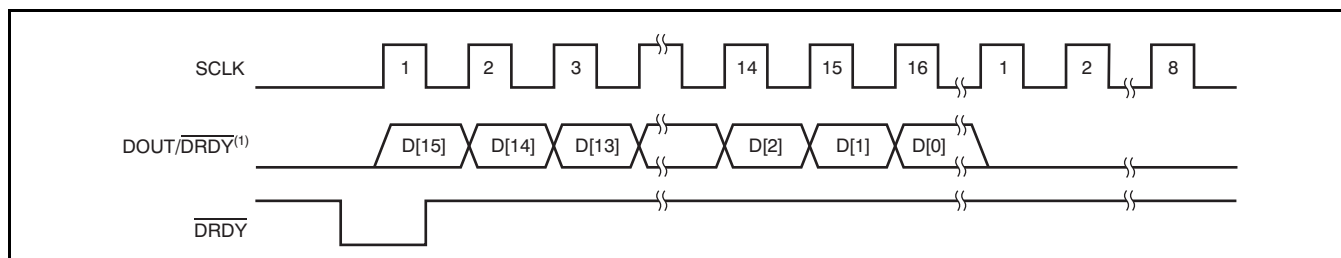 SCLK 1 2 3 14 15 16 1 2 8
DOUT/DRDY(1) D[15] D[14] D[13] D[2] D[1] D[0]
DRDY